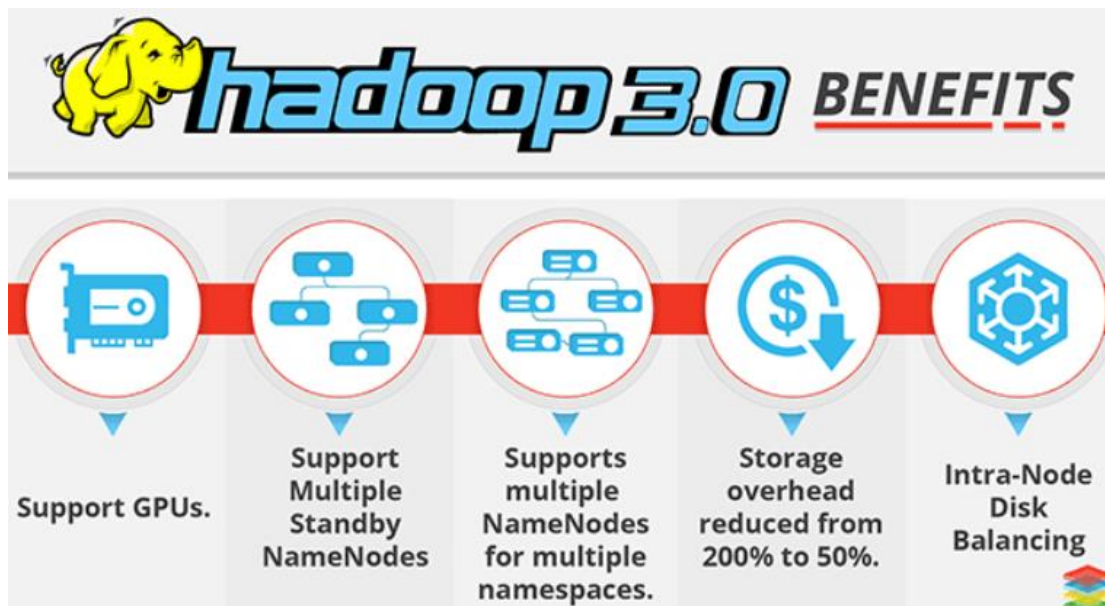 hadoop 3.0 BENEFITS
Support GPUs.
Support
Multiple
Standby
NameNodes
Supports
multiple
NameNodes
for multiple
namespaces.
Storage
overhead
reduced from
200% to 50%.
Intra-Node
Disk
Balancing